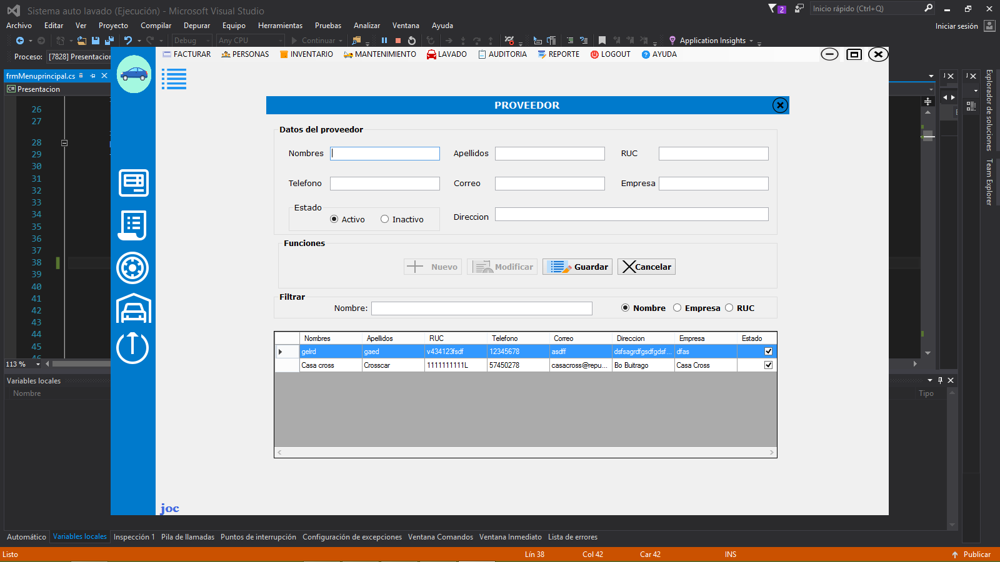 Sistema auto lavado (Ejecución) - Microsoft Visual Studio
2
Inicio rápido (Ctrl+Q)
Archivo Editar Ver Proyecto Compilar Depurar Equipo Herramientas Pruebas Analizar Ventana Ayuda
Iniciar sesión
Debug Any CPU Continuar Application Insights
Proceso: [7828] Presentacion
FACTURAR PERSONAS INVENTARIO MANTENIMIENTO LAVADO AUDITORIA REPORTE LOGOUT AYUDA
frmMenuprincipal.cs
C# Presentacion
PROVEEDOR
Datos del proveedor
Nombres Apellidos RUC
Telefono Correo Empresa
Estado
Activo Inactivo Direccion
Funciones
Nuevo Modificar Guardar Cancelar
Filtrar
Nombre: Nombre Empresa RUC
Nombres Apellidos RUC Telefono Correo Direccion Empresa Estado
gelrd gaed v434123fsdf 12345678 asdff dsfsagrdfgsdfgdsf... dfas
Casa cross Crosscar 1111111111L 57450278 casacross@repu... Bo Buitrago Casa Cross
joc
26
27
28
29
30
31
32
33
34
35
36
37
38
39
40
41
42
43
44
45
46
113 %
Explorador de soluciones
Team Explorer
Variables locales
Nombre Tipo
Automático Variables locales Inspección 1 Pila de llamadas Puntos de interrupción Configuración de excepciones Ventana Comandos Ventana Inmediato Lista de errores
Listo Lín 38 Col 42 Car 42 INS Publicar